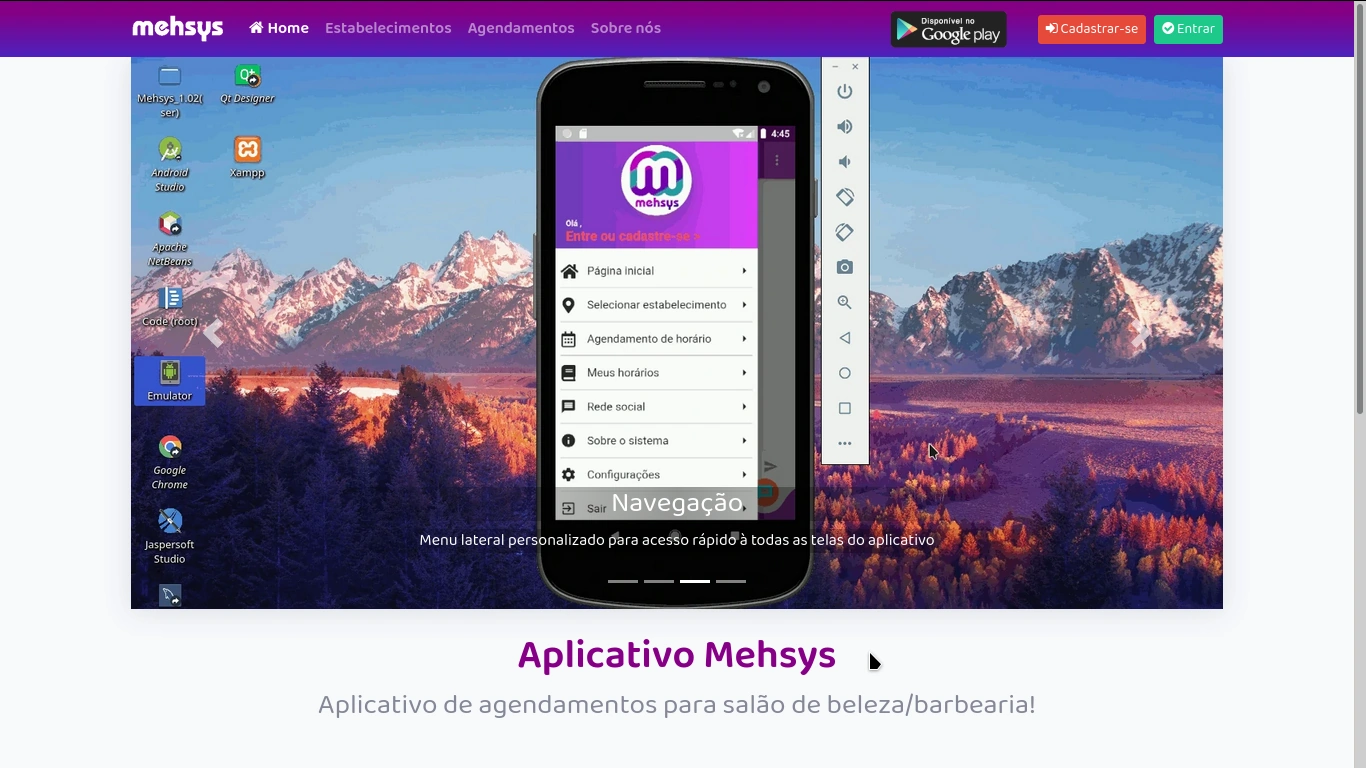 mehsys
Home
Estabelecimentos
Agendamentos
Sobre nós
Disponível no
Google play
Cadastrar-se
Entrar
Mehsys_1.02(
ser)
Qt Designer
Android
Studio
Xampp
Apache
NetBeans
Code (root)
Emulator
Google
Chrome
Jaspersoft
Studio
4:45
mehsys
Olá ,
Entre ou cadastre-se >
Página inicial
Selecionar estabelecimento
Agendamento de horário
Meus horários
Rede social
Sobre o sistema
Configurações
Sair
Navegação
Menu lateral personalizado para acesso rápido à todas as telas do aplicativo
Aplicativo Mehsys
Aplicativo de agendamentos para salão de beleza/barbearia!